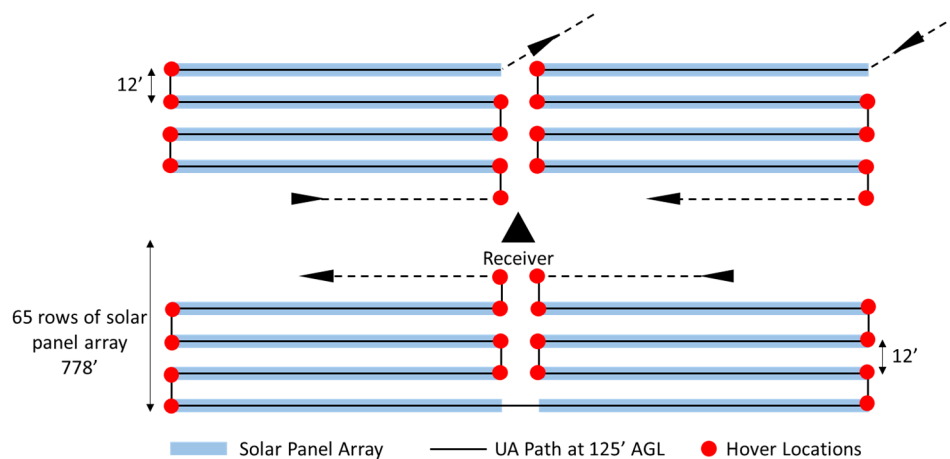 12’
Receiver
65 rows of solar
panel array
778’
12’
Solar Panel Array
UA Path at 125’ AGL
Hover Locations